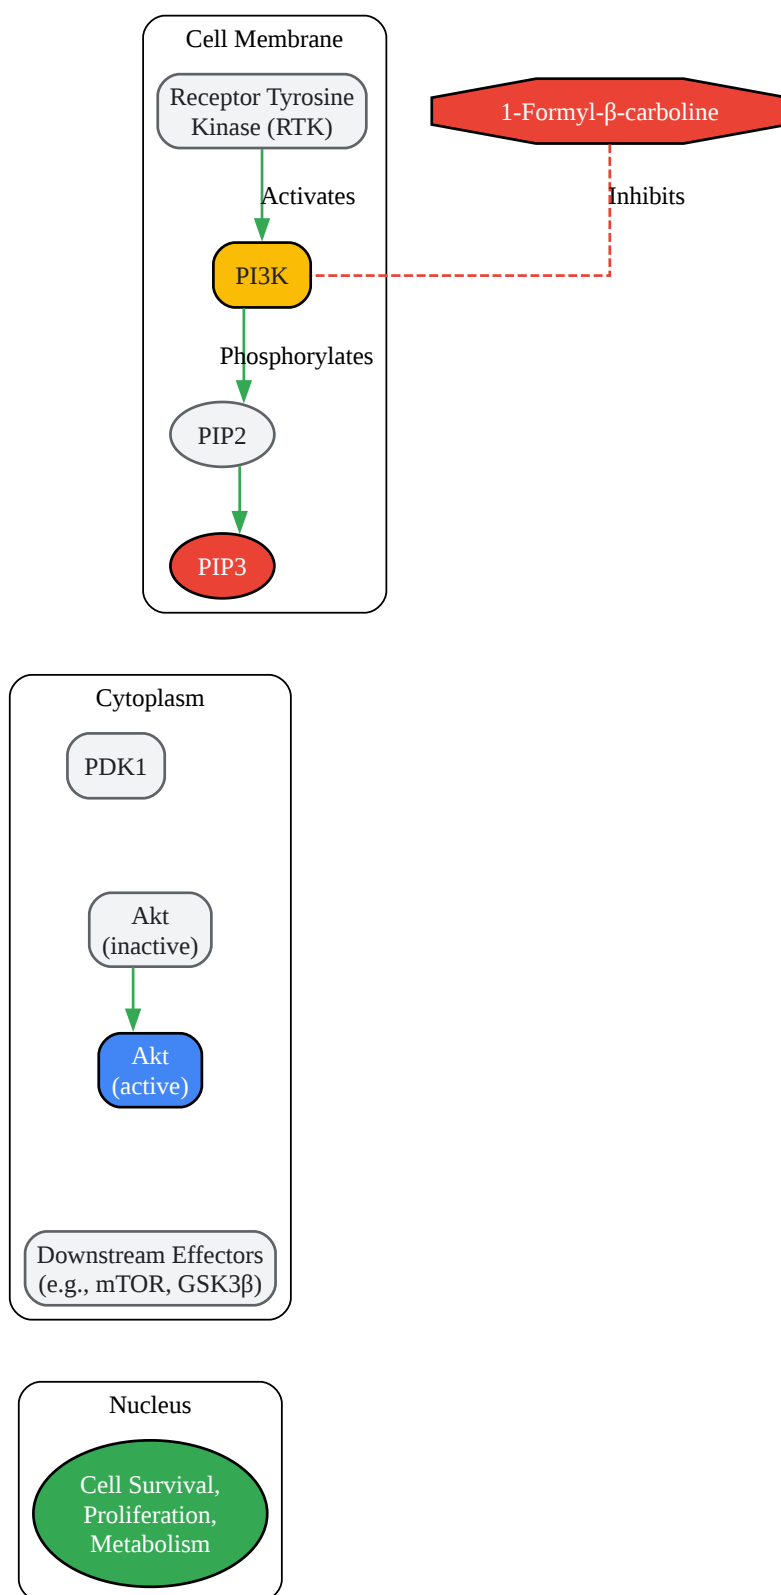 Cell Membrane
Receptor Tyrosine
Kinase (RTK)
1-Formyl-β-carboline
Activates
Inhibits
PI3K
Phosphorylates
PIP2
PIP3
Cytoplasm
PDK1
Akt
(inactive)
Akt
(active)
Downstream Effectors
(e.g., mTOR, GSK3β)
Nucleus
Cell Survival,
Proliferation,
Metabolism